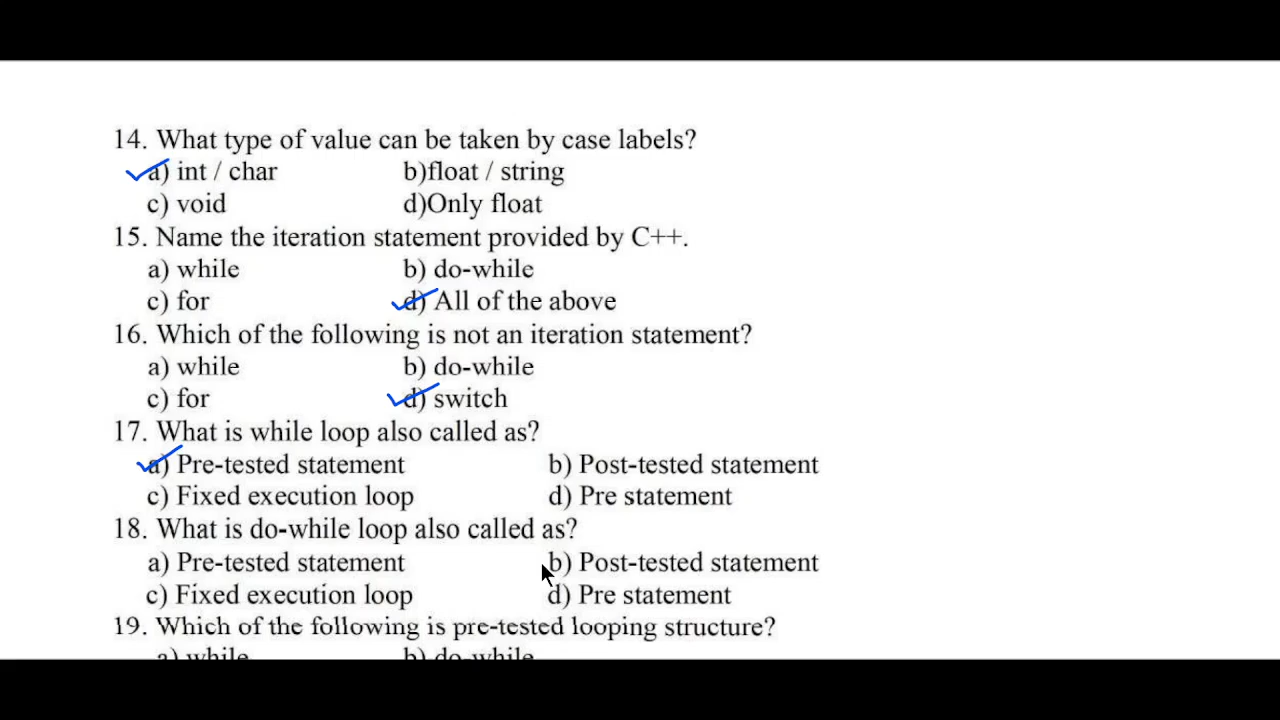 14. What type of value can be taken by case labels?
a) int / char b)float / string
c) void d)Only float
15. Name the iteration statement provided by C++.
a) while b) do-while
c) for d) All of the above
16. Which of the following is not an iteration statement?
a) while b) do-while
c) for d) switch
17. What is while loop also called as?
a) Pre-tested statement b) Post-tested statement
c) Fixed execution loop d) Pre statement
18. What is do-while loop also called as?
a) Pre-tested statement b) Post-tested statement
c) Fixed execution loop d) Pre statement
19. Which of the following is pre-tested looping structure?
a) while b) do-while